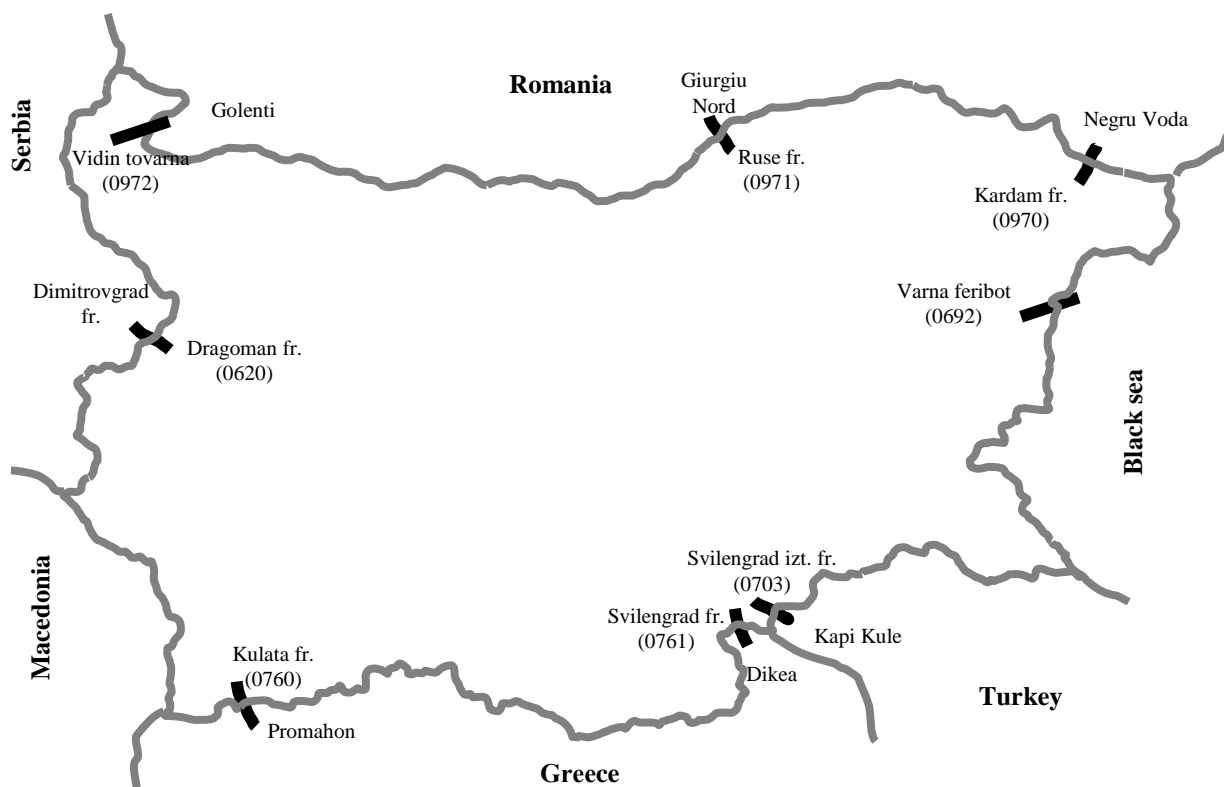 Romania
Giurgiu
Nord
Golenti
Serbia
Negru Voda
Vidin tovarna
(0972)
Ruse fr.
(0971)
Kardam fr.
(0970)
Dimitrovgrad
fr.
Varna feribot
(0692)
Dragoman fr.
(0620)
Black sea
Svilengrad izt. fr.
(0703)
Macedonia
Svilengrad fr.
(0761)
Kapi Kule
Kulata fr.
(0760)
Dikea
Turkey
Promahon
Greece